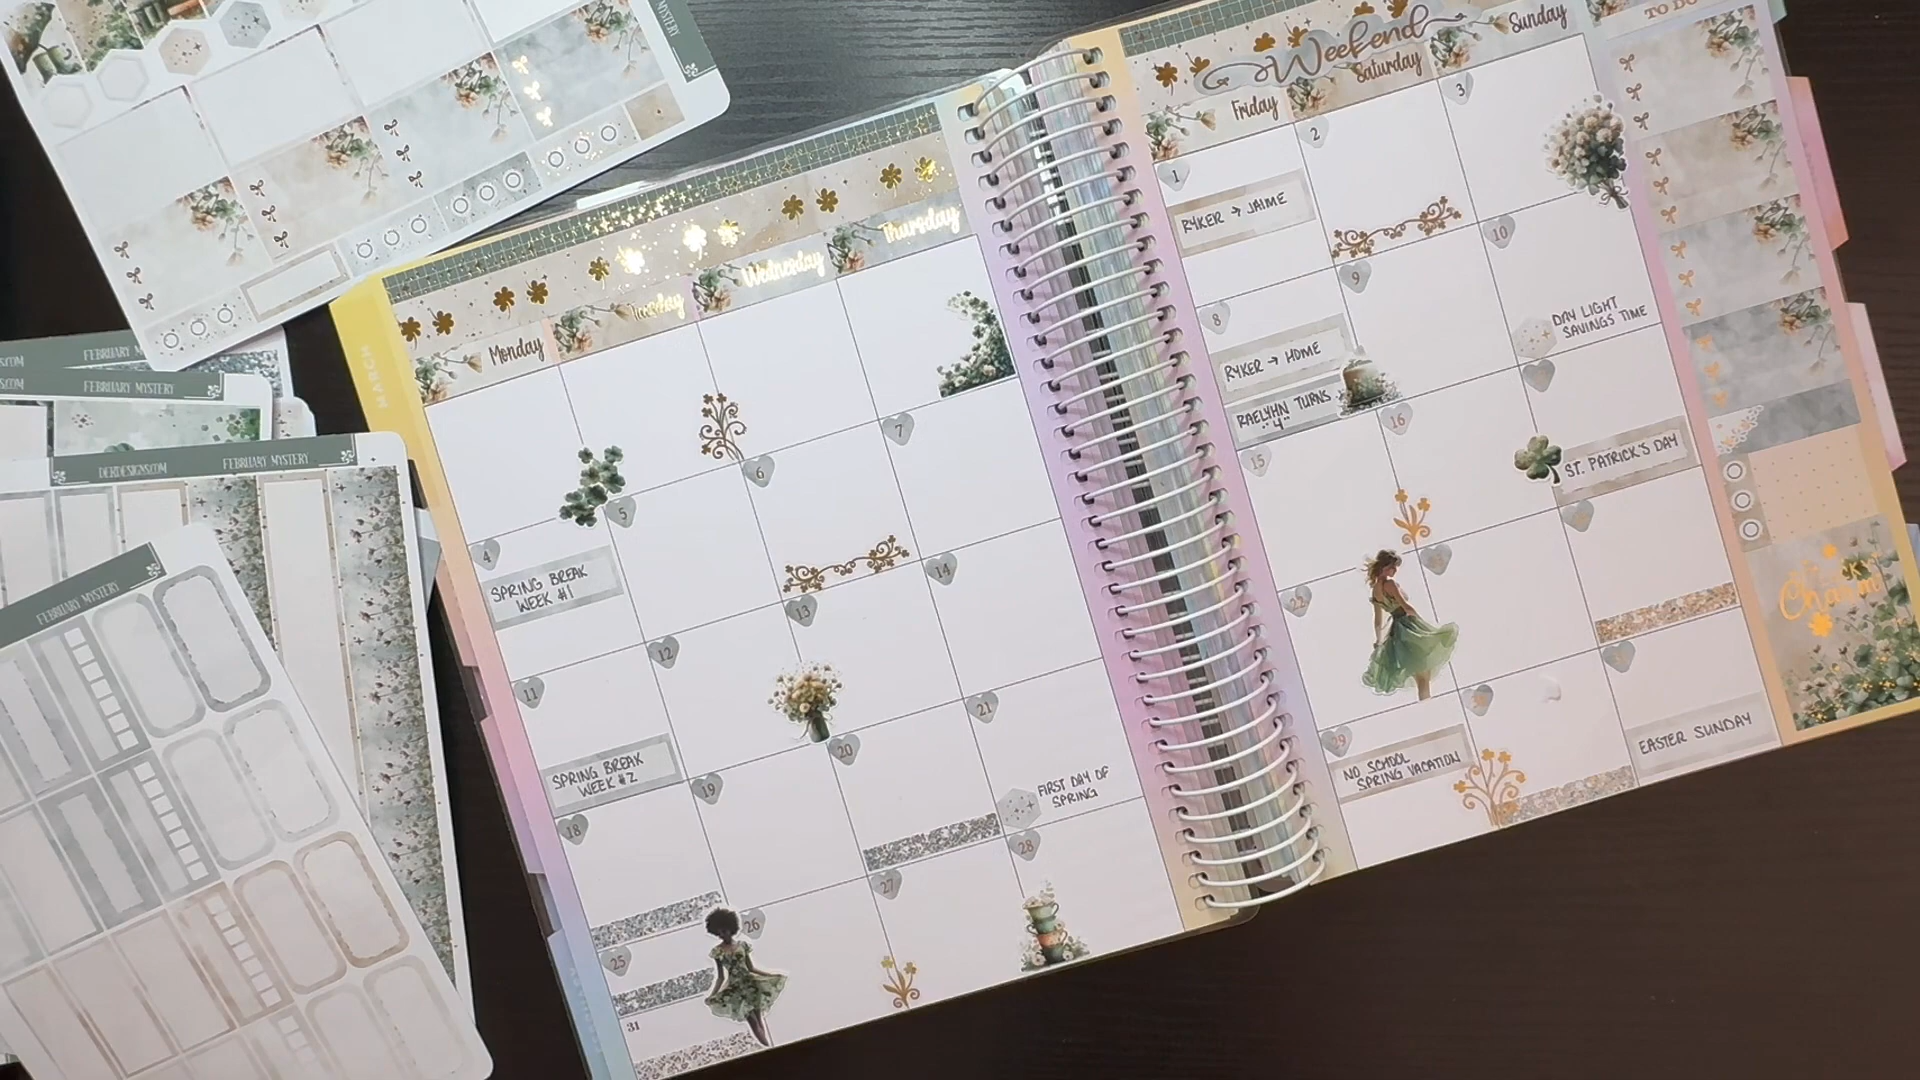 MYSTERY
FEBRUARY MYSTERY
FEBRUARY MYSTERY
DERDESIGNS.COM
FEBRUARY MYSTERY
FEBRUARY MYSTERY
MARCH
Monday
Tuesday
Wednesday
Thursday
Weekend
Friday
Saturday
Sunday
TO DO
1
2
3
RYKER → JAIME
4
5
6
7
8
9
10
SPRING BREAK
WEEK #1
RYKER → HOME
RAELYHN TURNS
"4"
DAY LIGHT
SAVINGS TIME
11
12
13
14
15
16
SPRING BREAK
WEEK #2
ST. PATRICK'S DAY
18
19
20
21
22
FIRST DAY OF
SPRING
25
26
27
28
29
NO SCHOOL
SPRING VACATION
EASTER SUNDAY
31
Charm